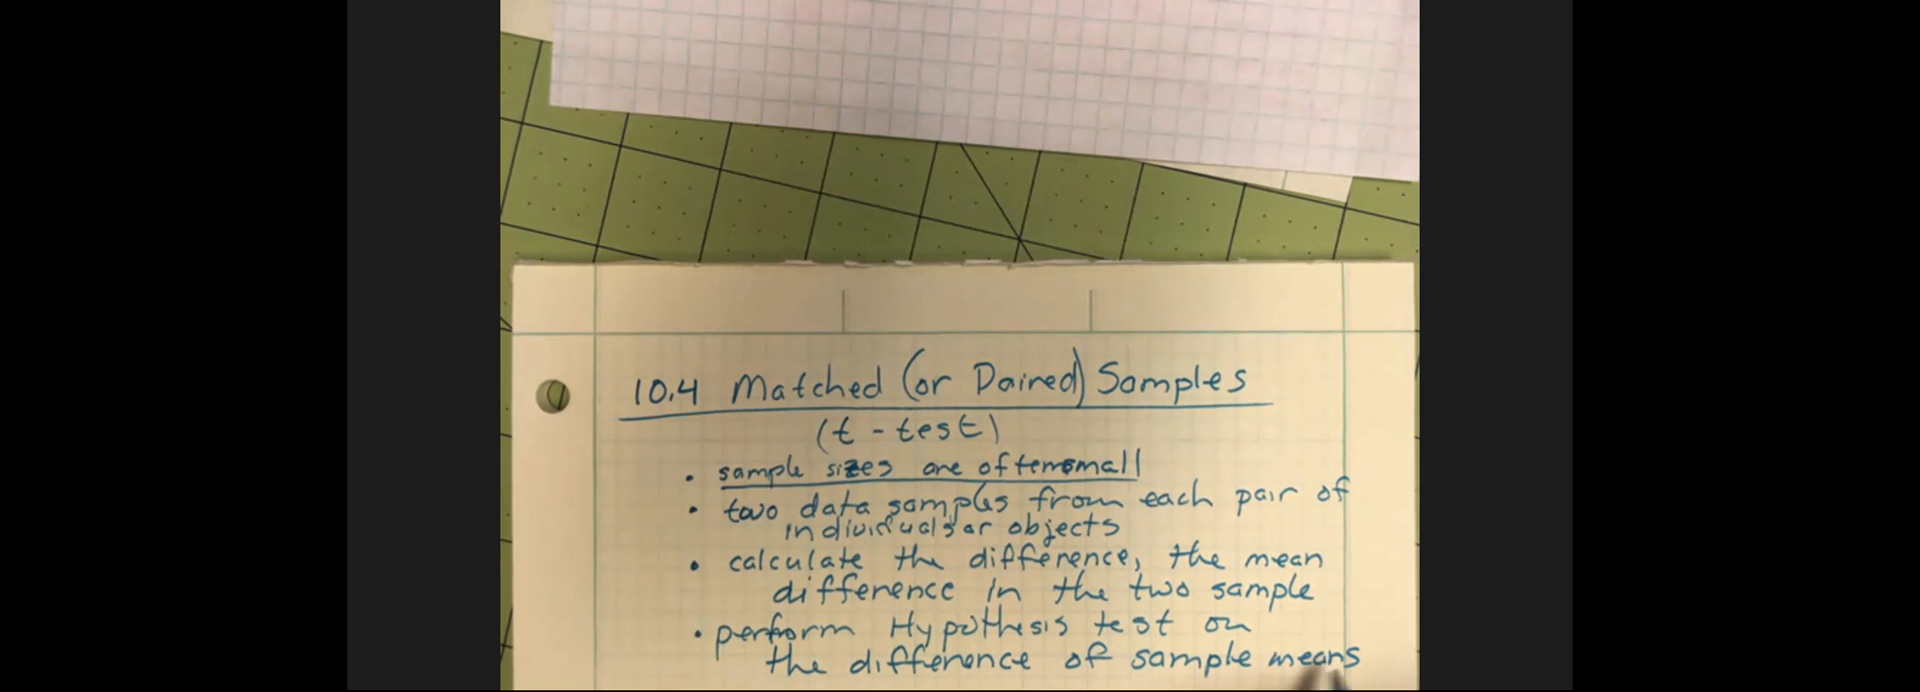 10.4 Matched (or Paired) Samples
(t - test)
• sample sizes are often small
• two data samples from each pair of
individuals or objects
• calculate the difference, the mean
difference in the two sample
• perform Hypothesis test on
the difference of sample means